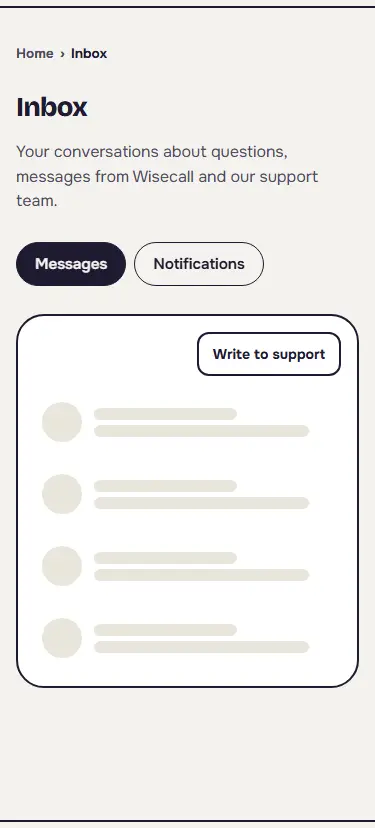 Home › Inbox
Inbox
Your conversations about questions,
messages from Wisecall and our support
team.
Messages
Notifications
Write to support